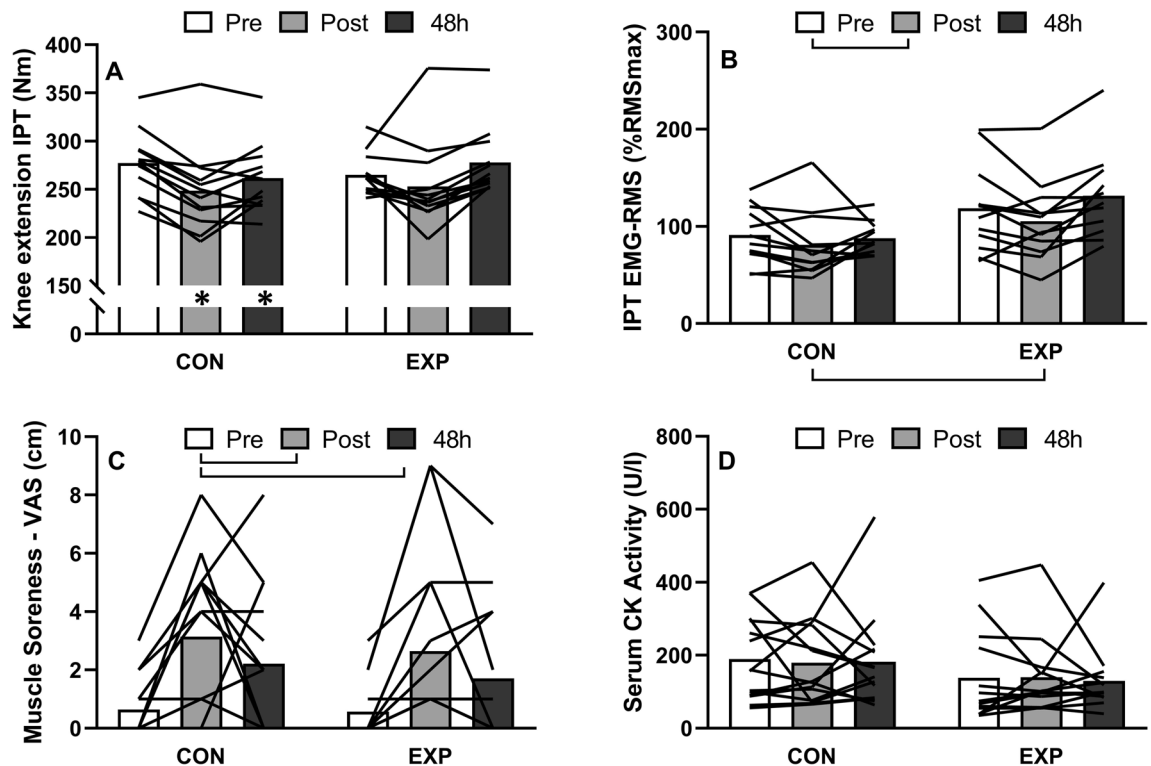 Pre Post 48h
A
Knee extension IPT (Nm)
400
350
300
250
200
150
0
* *
CON EXP
Pre Post 48h
B
IPT EMG-RMS (%RMSmax)
300
200
100
0
CON EXP
Pre Post 48h
C
Muscle Soreness - VAS (cm)
10
8
6
4
2
0
CON EXP
Pre Post 48h
D
Serum CK Activity (U/l)
800
600
400
200
0
CON EXP